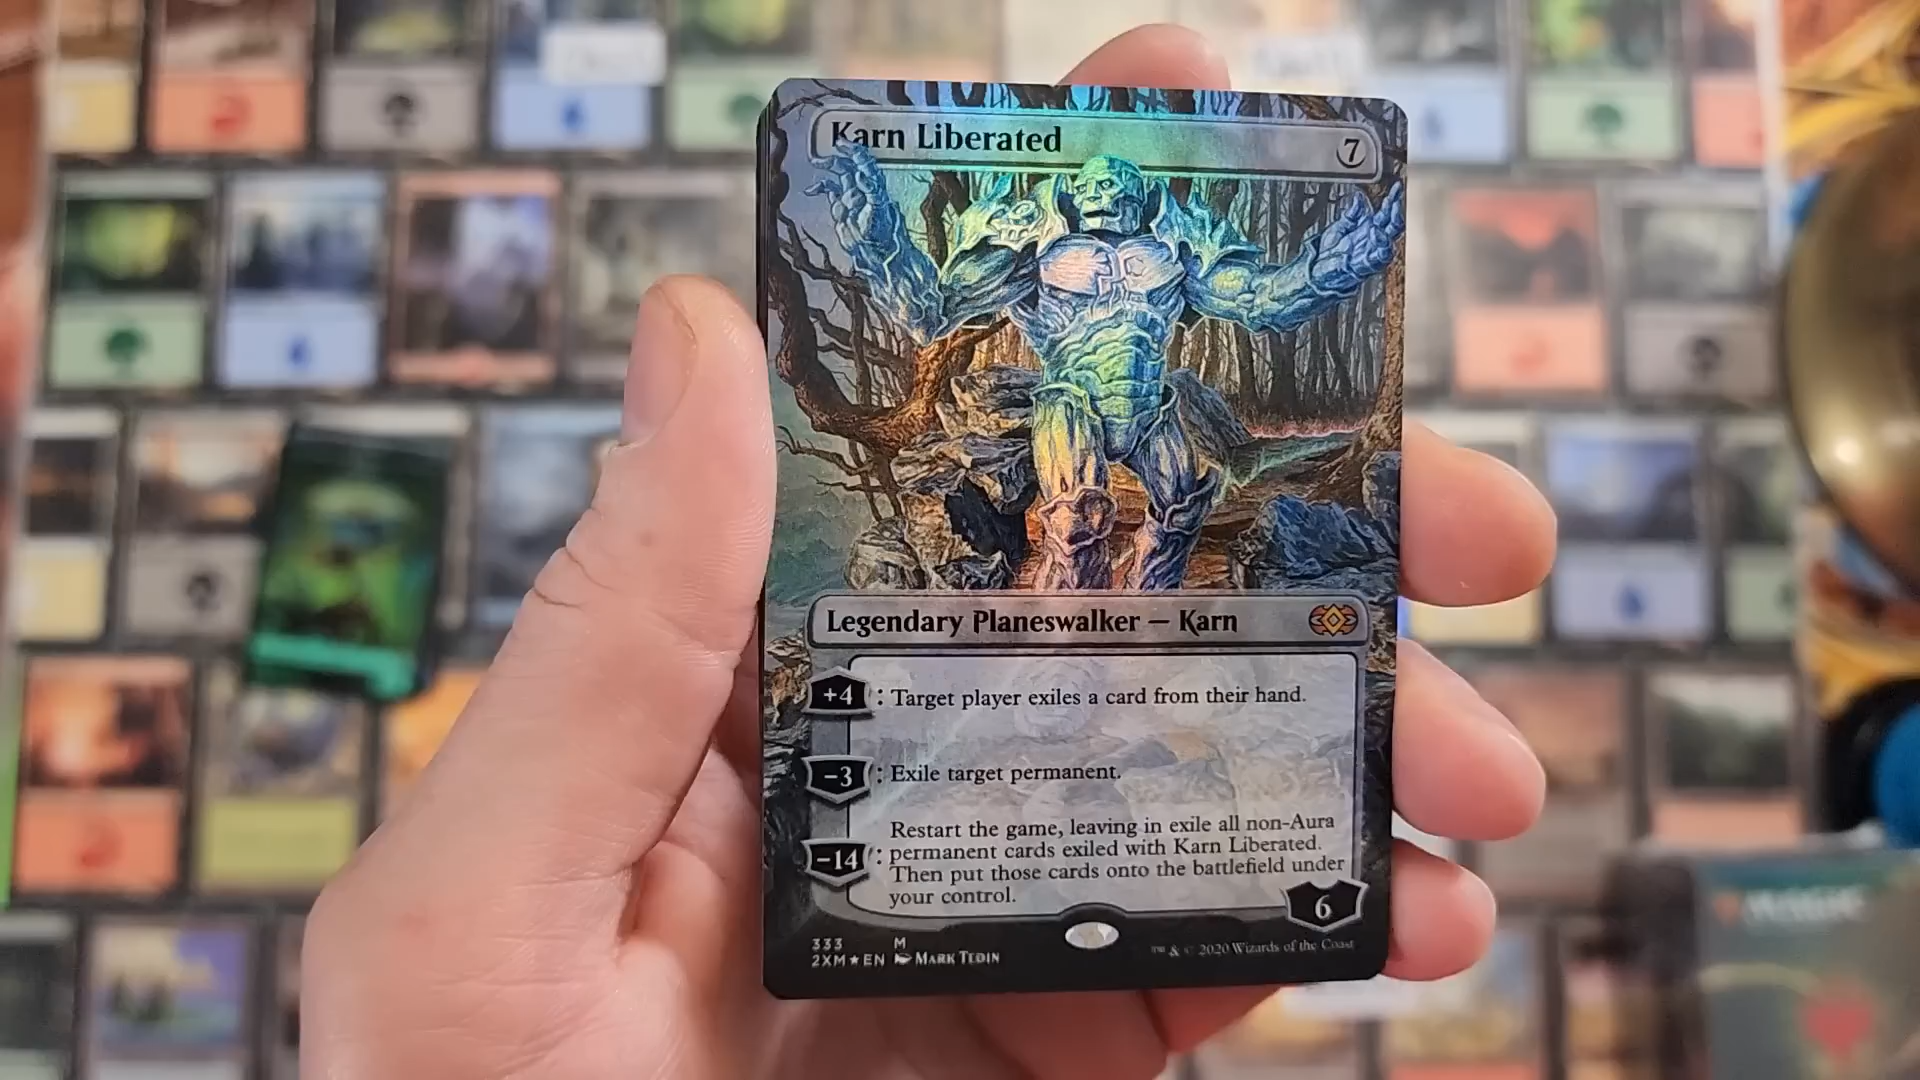 Karn Liberated 7
Legendary Planeswalker — Karn
+4 : Target player exiles a card from their hand.
−3 : Exile target permanent.
Restart the game, leaving in exile all non-Aura
−14 : permanent cards exiled with Karn Liberated.
Then put those cards onto the battlefield under
your control.
6
333 M
2XM★EN Mark Tedin ™ & © 2020 Wizards of the Coast
MAGIC